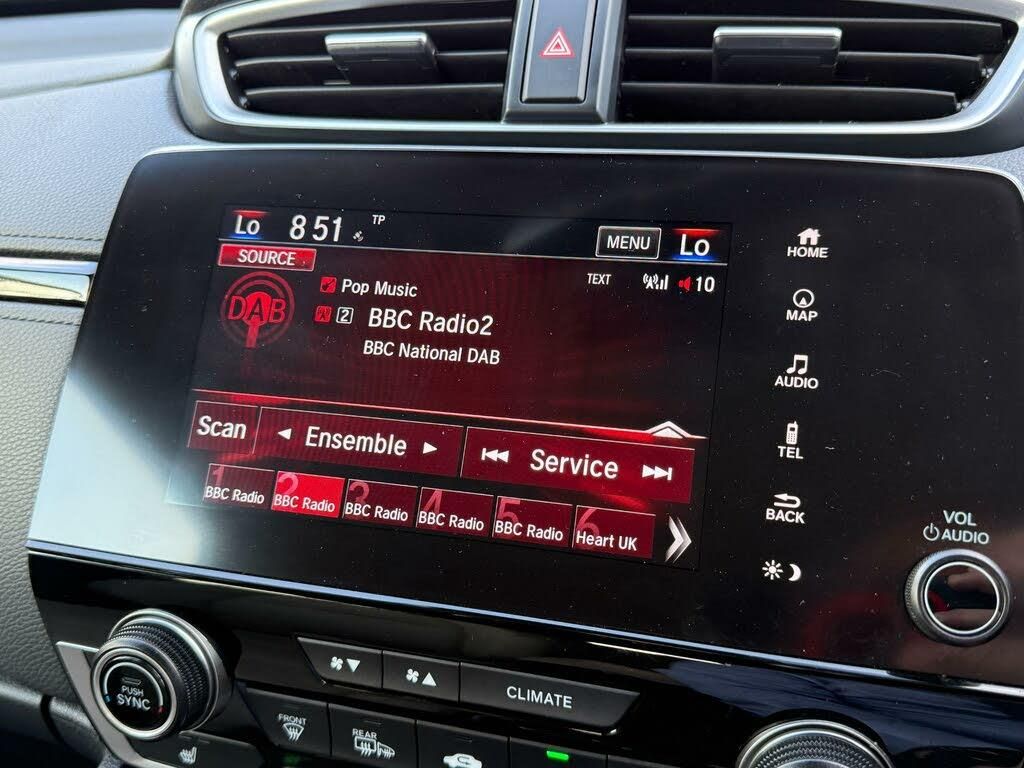 Lo 8 51 TP MENU Lo
SOURCE
TEXT 10
DAB
Pop Music
2 BBC Radio2
BBC National DAB
Scan Ensemble Service
1 BBC Radio
2 BBC Radio
3 BBC Radio
4 BBC Radio
5 BBC Radio
6 Heart UK
HOME
MAP
AUDIO
TEL
BACK
VOL
AUDIO
PUSH
SYNC
CLIMATE
FRONT
REAR